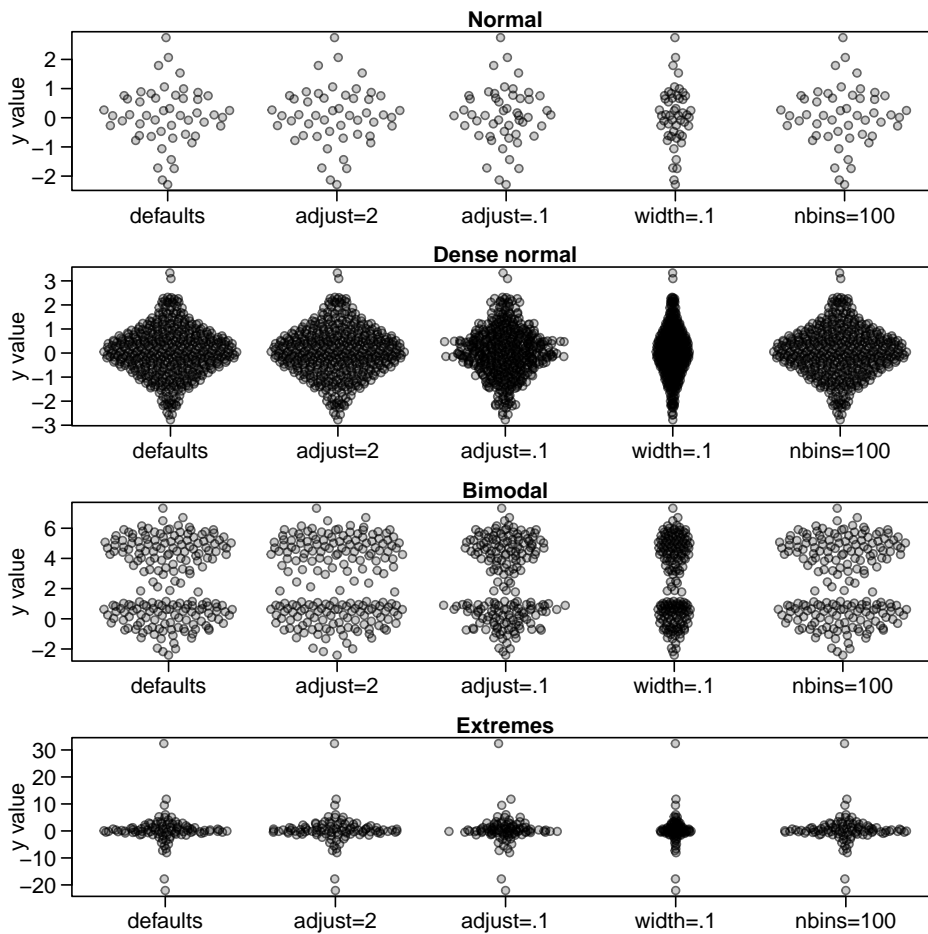 Normal
y value
2
1
0
−1
−2
defaults adjust=2 adjust=.1 width=.1 nbins=100
Dense normal
y value
3
2
1
0
−1
−2
−3
defaults adjust=2 adjust=.1 width=.1 nbins=100
Bimodal
y value
6
4
2
0
−2
defaults adjust=2 adjust=.1 width=.1 nbins=100
Extremes
y value
30
20
10
0
−10
−20
defaults adjust=2 adjust=.1 width=.1 nbins=100